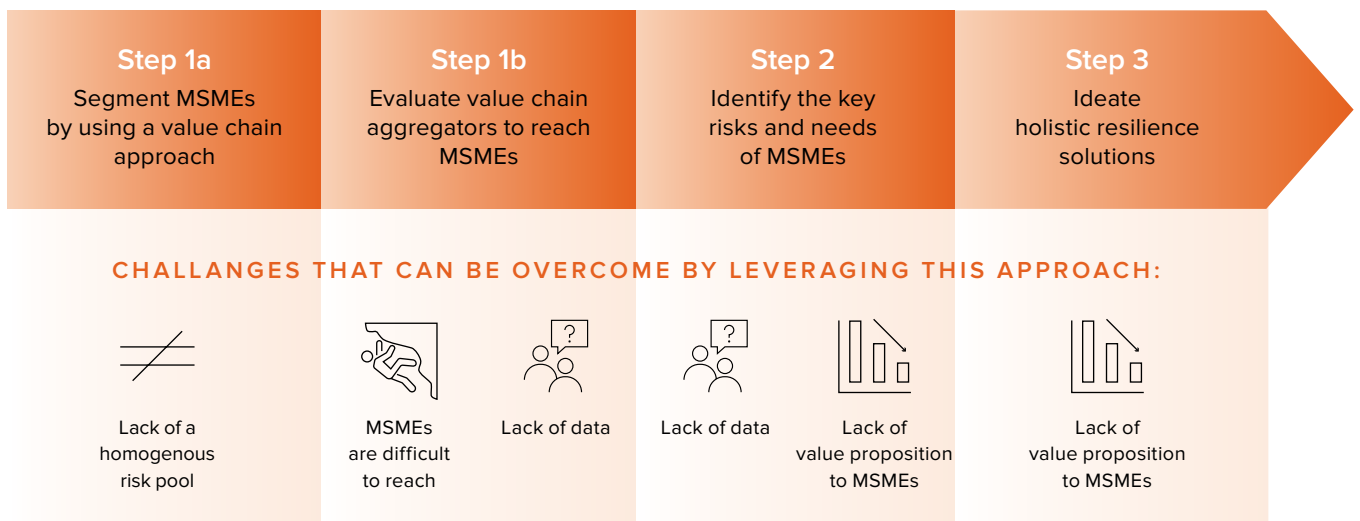 Step 1a
Segment MSMEs
by using a value chain
approach
Step 1b
Evaluate value chain
aggregators to reach
MSMEs
Step 2
Identify the key
risks and needs
of MSMEs
Step 3
Ideate
holistic resilience
solutions
CHALLANGES THAT CAN BE OVERCOME BY LEVERAGING THIS APPROACH:
Lack of a
homogenous
risk pool
MSMEs
are difficult
to reach
?
Lack of data
?
Lack of data
Lack of
value proposition
to MSMEs
Lack of
value proposition
to MSMEs